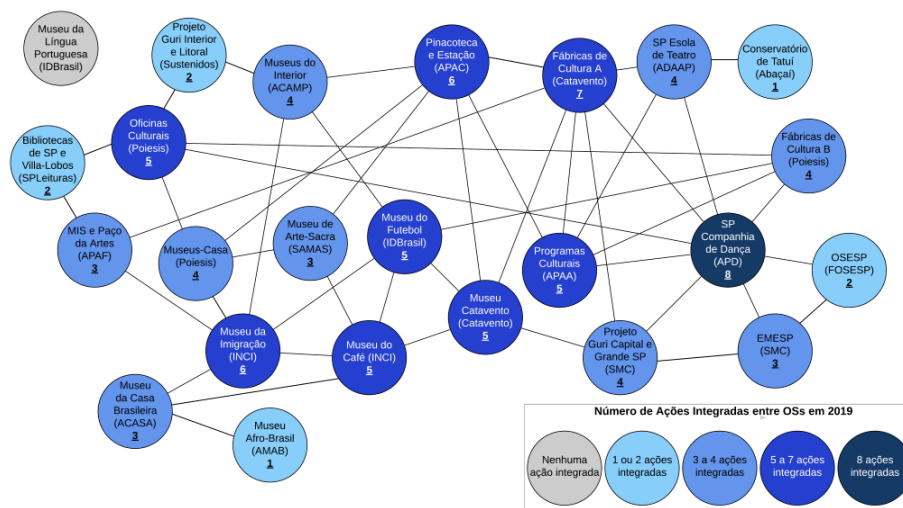 Museu da
Língua
Portuguesa
(IDBrasil)
Projeto
Guri Interior
e Litoral
(Sustenidos)
2
Museus do
Interior
(ACAMP)
4
Pinacoteca
e Estação
(APAC)
6
Fábricas de
Cultura A
(Catavento)
7
SP Esola
de Teatro
(ADAAP)
4
Conservatório
de Tatuí
(Abaçaí)
1
Oficinas
Culturais
(Poiesis)
5
Bibliotecas
de SP e
Villa-Lobos
(SPLeituras)
2
Fábricas de
Cultura B
(Poiesis)
4
MIS e Paço
da Artes
(APAF)
3
Museus-Casa
(Poiesis)
4
Museu de
Arte-Sacra
(SAMAS)
3
Museu do
Futebol
(IDBrasil)
5
Programas
Culturais
(APAA)
5
SP
Companhia
de Dança
(APD)
8
OSESP
(FOSESP)
2
Museu da
Imigração
(INCI)
6
Museu do
Café (INCI)
5
Museu
Catavento
(Catavento)
5
Projeto
Guri Capital e
Grande SP
(SMC)
4
EMESP
(SMC)
3
Museu
da Casa
Brasileira
(ACASA)
3
Museu
Afro-Brasil
(AMAB)
1
Número de Ações Integradas entre OSs em 2019
Nenhuma
ação integrada
1 ou 2 ações
integradas
3 a 4 ações
integradas
5 a 7 ações
integradas
8 ações
integradas